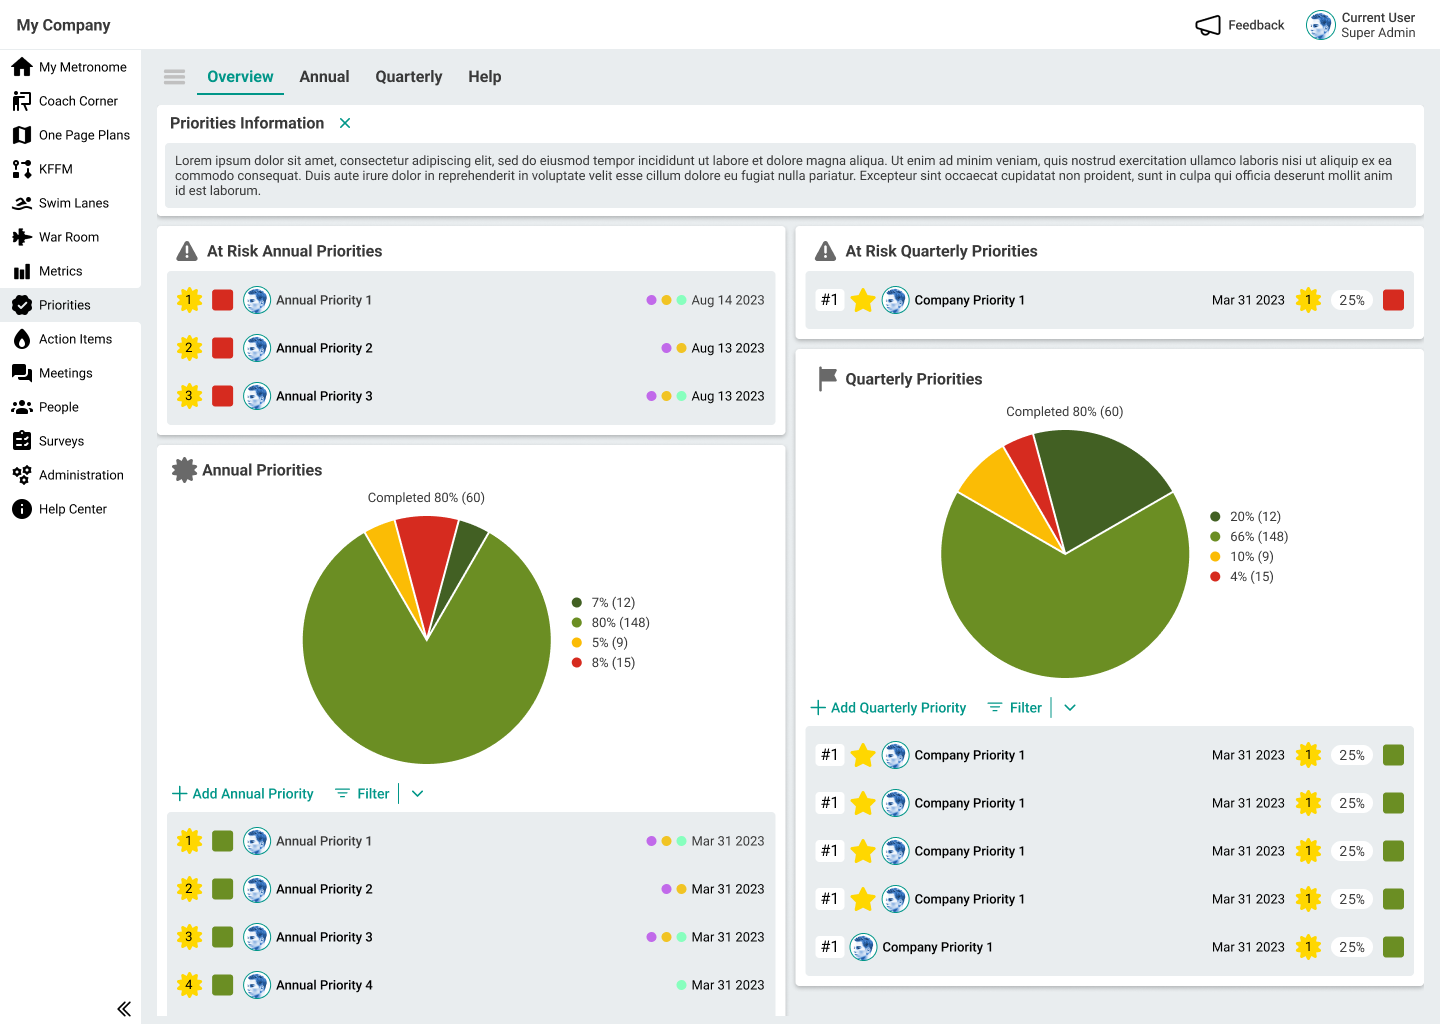 My Company
Feedback
Current User
Super Admin
My Metronome
Coach Corner
One Page Plans
KFFM
Swim Lanes
War Room
Metrics
Priorities
Action Items
Meetings
People
Surveys
Administration
Help Center
Overview Annual Quarterly Help
Priorities Information
Lorem ipsum dolor sit amet, consectetur adipiscing elit, sed do eiusmod tempor incididunt ut labore et dolore magna aliqua. Ut enim ad minim veniam, quis nostrud exercitation ullamco laboris nisi ut aliquip ex ea
commodo consequat. Duis aute irure dolor in reprehenderit in voluptate velit esse cillum dolore eu fugiat nulla pariatur. Excepteur sint occaecat cupidatat non proident, sunt in culpa qui officia deserunt mollit anim
id est laborum.
At Risk Annual Priorities
1 Annual Priority 1 Aug 14 2023
2 Annual Priority 2 Aug 13 2023
3 Annual Priority 3 Aug 13 2023
Annual Priorities
Completed 80% (60)
7% (12)
80% (148)
5% (9)
8% (15)
Add Annual Priority Filter
1 Annual Priority 1 Mar 31 2023
2 Annual Priority 2 Mar 31 2023
3 Annual Priority 3 Mar 31 2023
4 Annual Priority 4 Mar 31 2023
At Risk Quarterly Priorities
#1 Company Priority 1 Mar 31 2023 1 25%
Quarterly Priorities
Completed 80% (60)
20% (12)
66% (148)
10% (9)
4% (15)
Add Quarterly Priority Filter
#1 Company Priority 1 Mar 31 2023 1 25%
#1 Company Priority 1 Mar 31 2023 1 25%
#1 Company Priority 1 Mar 31 2023 1 25%
#1 Company Priority 1 Mar 31 2023 1 25%
#1 Company Priority 1 Mar 31 2023 1 25%